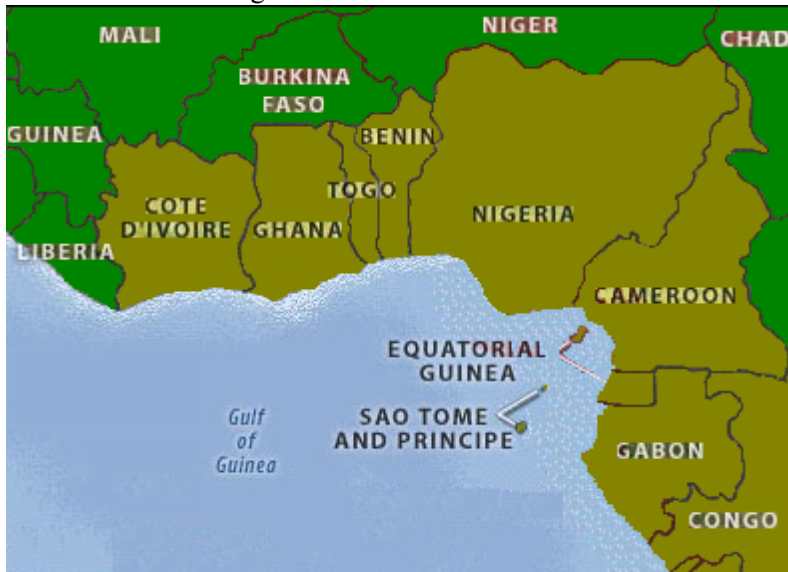 MALI
NIGER
CHAD
BURKINA
FASO
GUINEA
BENIN
TOGO
COTE
D'IVOIRE
GHANA
NIGERIA
LIBERIA
CAMEROON
EQUATORIAL
GUINEA
SAO TOME
AND PRINCIPE
Gulf
of
Guinea
GABON
CONGO